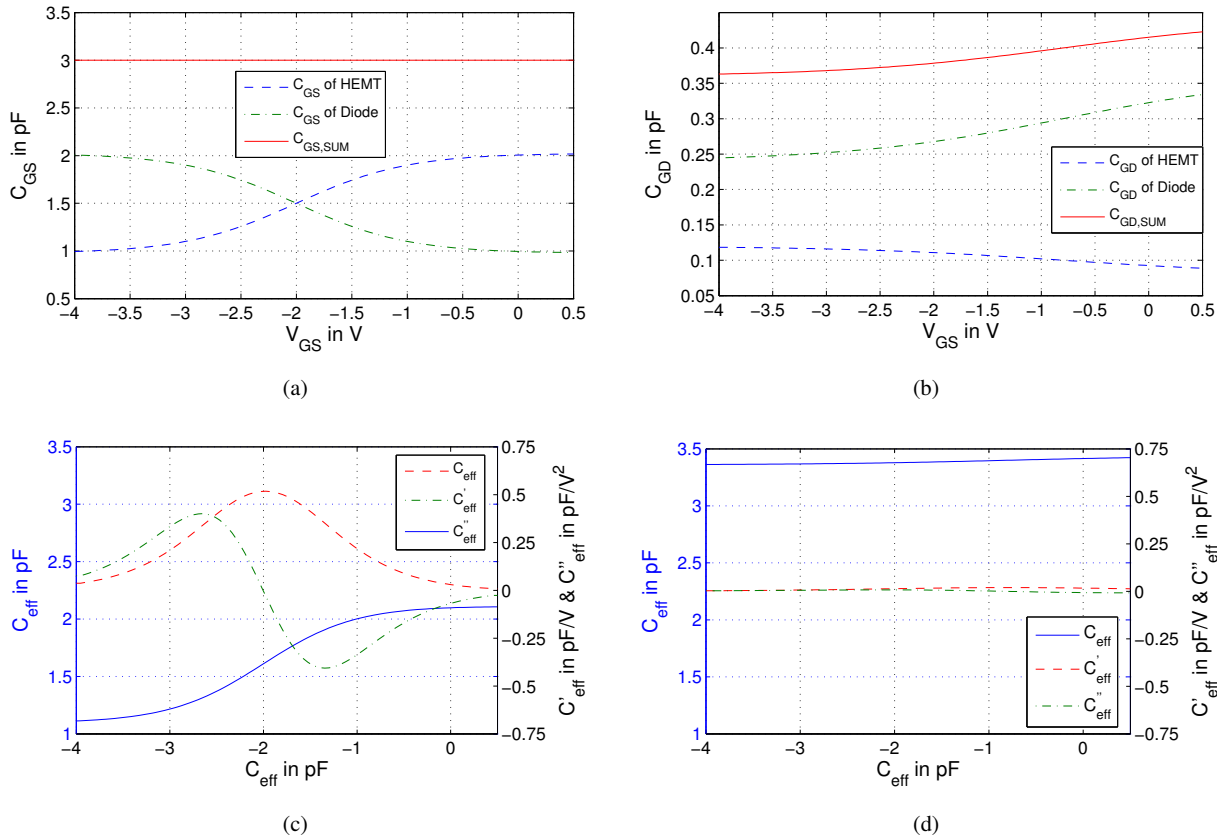 3.5
3
2.5
2
1.5
1
0.5
C_GS in pF
C_GS of HEMT
C_GS of Diode
C_GS,SUM
−4 −3.5 −3 −2.5 −2 −1.5 −1 −0.5 0 0.5
V_GS in V
(a)
0.4
0.35
0.3
0.25
0.2
0.15
0.1
0.05
C_GD in pF
C_GD of HEMT
C_GD of Diode
C_GD,SUM
−4 −3.5 −3 −2.5 −2 −1.5 −1 −0.5 0 0.5
V_GS in V
(b)
3.5
3
2.5
2
1.5
1
C_eff in pF
C_eff
C'_eff
C''_eff
0.75
0.5
0.25
0
−0.25
−0.5
−0.75
C'_eff in pF/V & C''_eff in pF/V²
−4 −3 −2 −1 0
C_eff in pF
(c)
3.5
3
2.5
2
1.5
1
C_eff in pF
C_eff
C'_eff
C''_eff
0.75
0.5
0.25
0
−0.25
−0.5
−0.75
C'_eff in pF/V & C''_eff in pF/V²
−4 −3 −2 −1 0
C_eff in pF
(d)